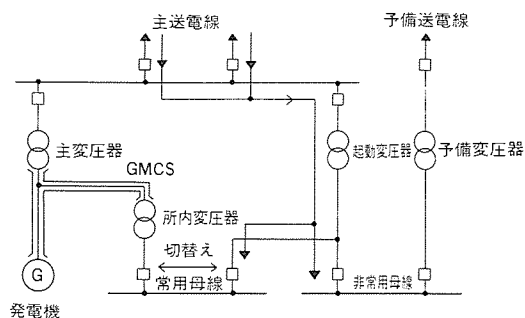 主送電線
予備送電線
主変圧器
GMCS
起動変圧器
予備変圧器
所内変圧器
切替え
G
常用母線
非常用母線
発電機